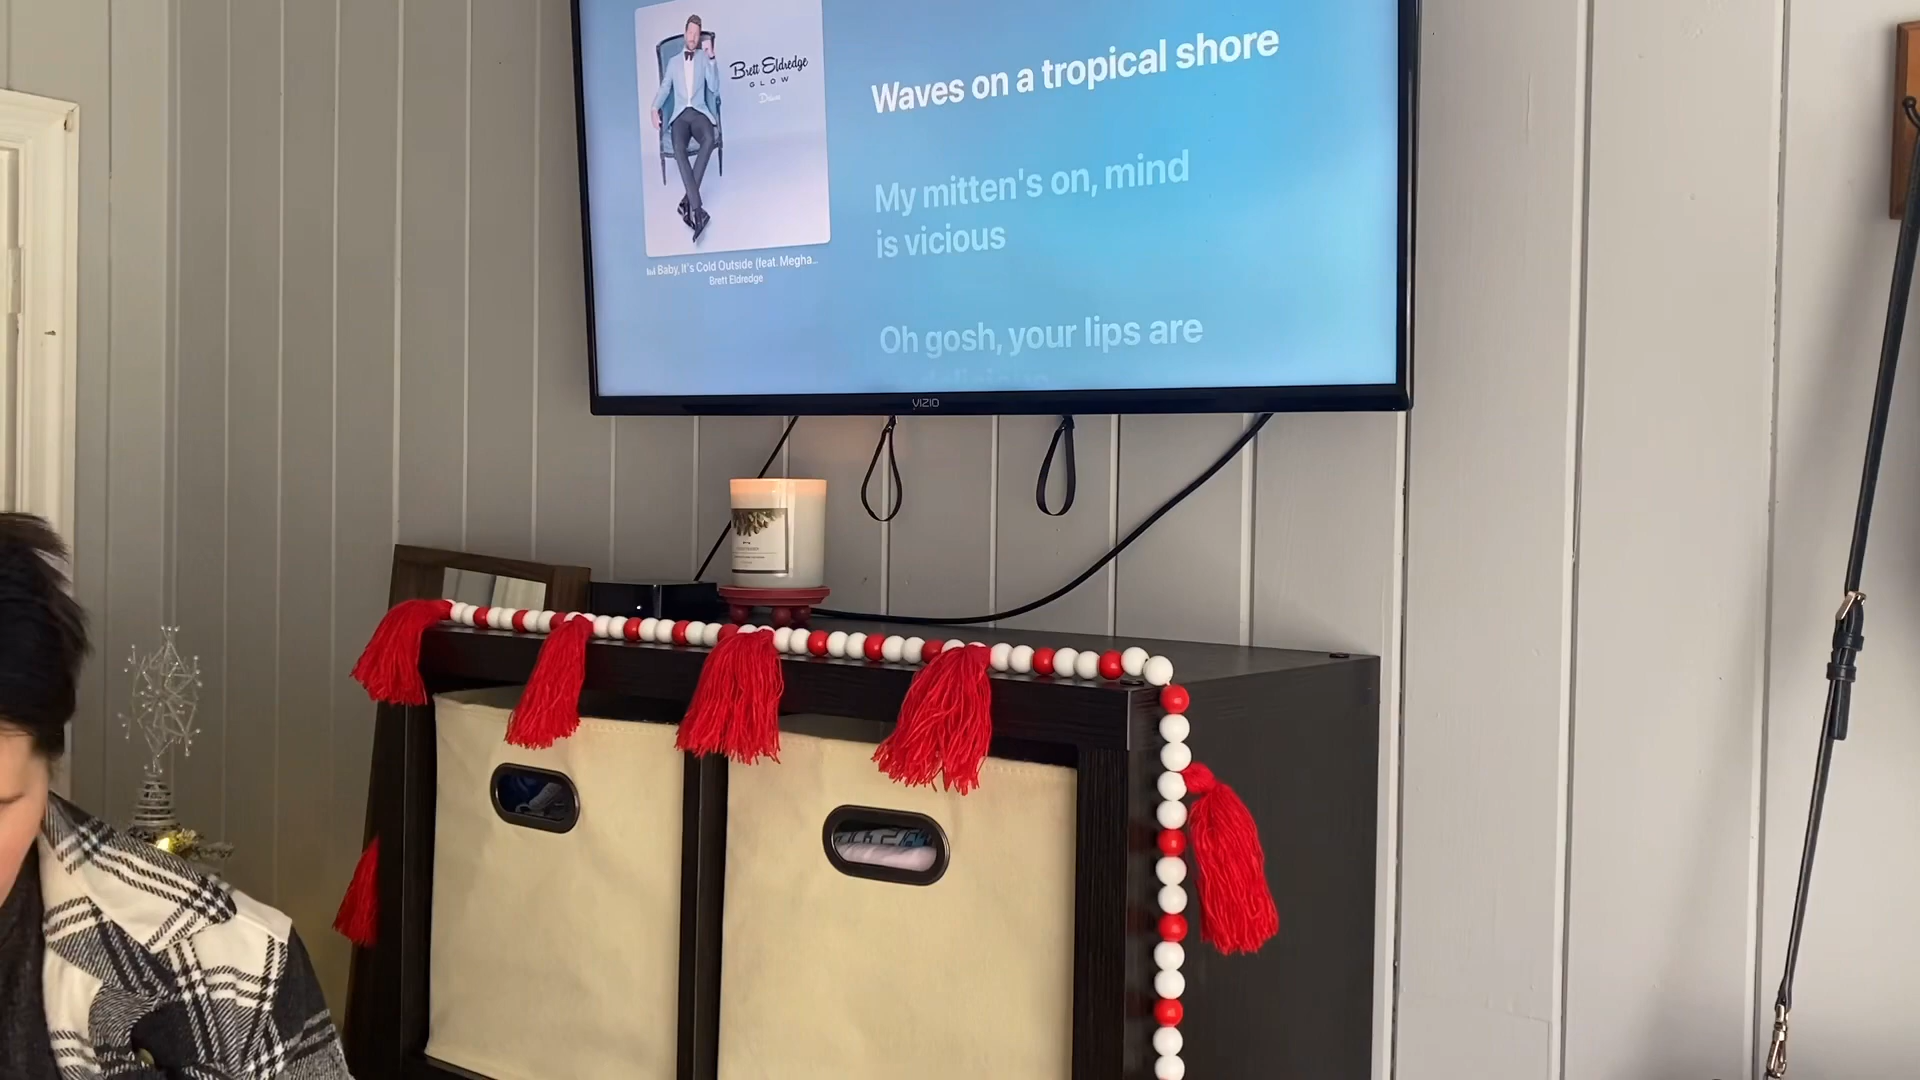 Brett Eldredge
GLOW
Deluxe
Baby, It's Cold Outside (feat. Megha...
Brett Eldredge
Waves on a tropical shore
My mitten's on, mind
is vicious
Oh gosh, your lips are
VIZIO